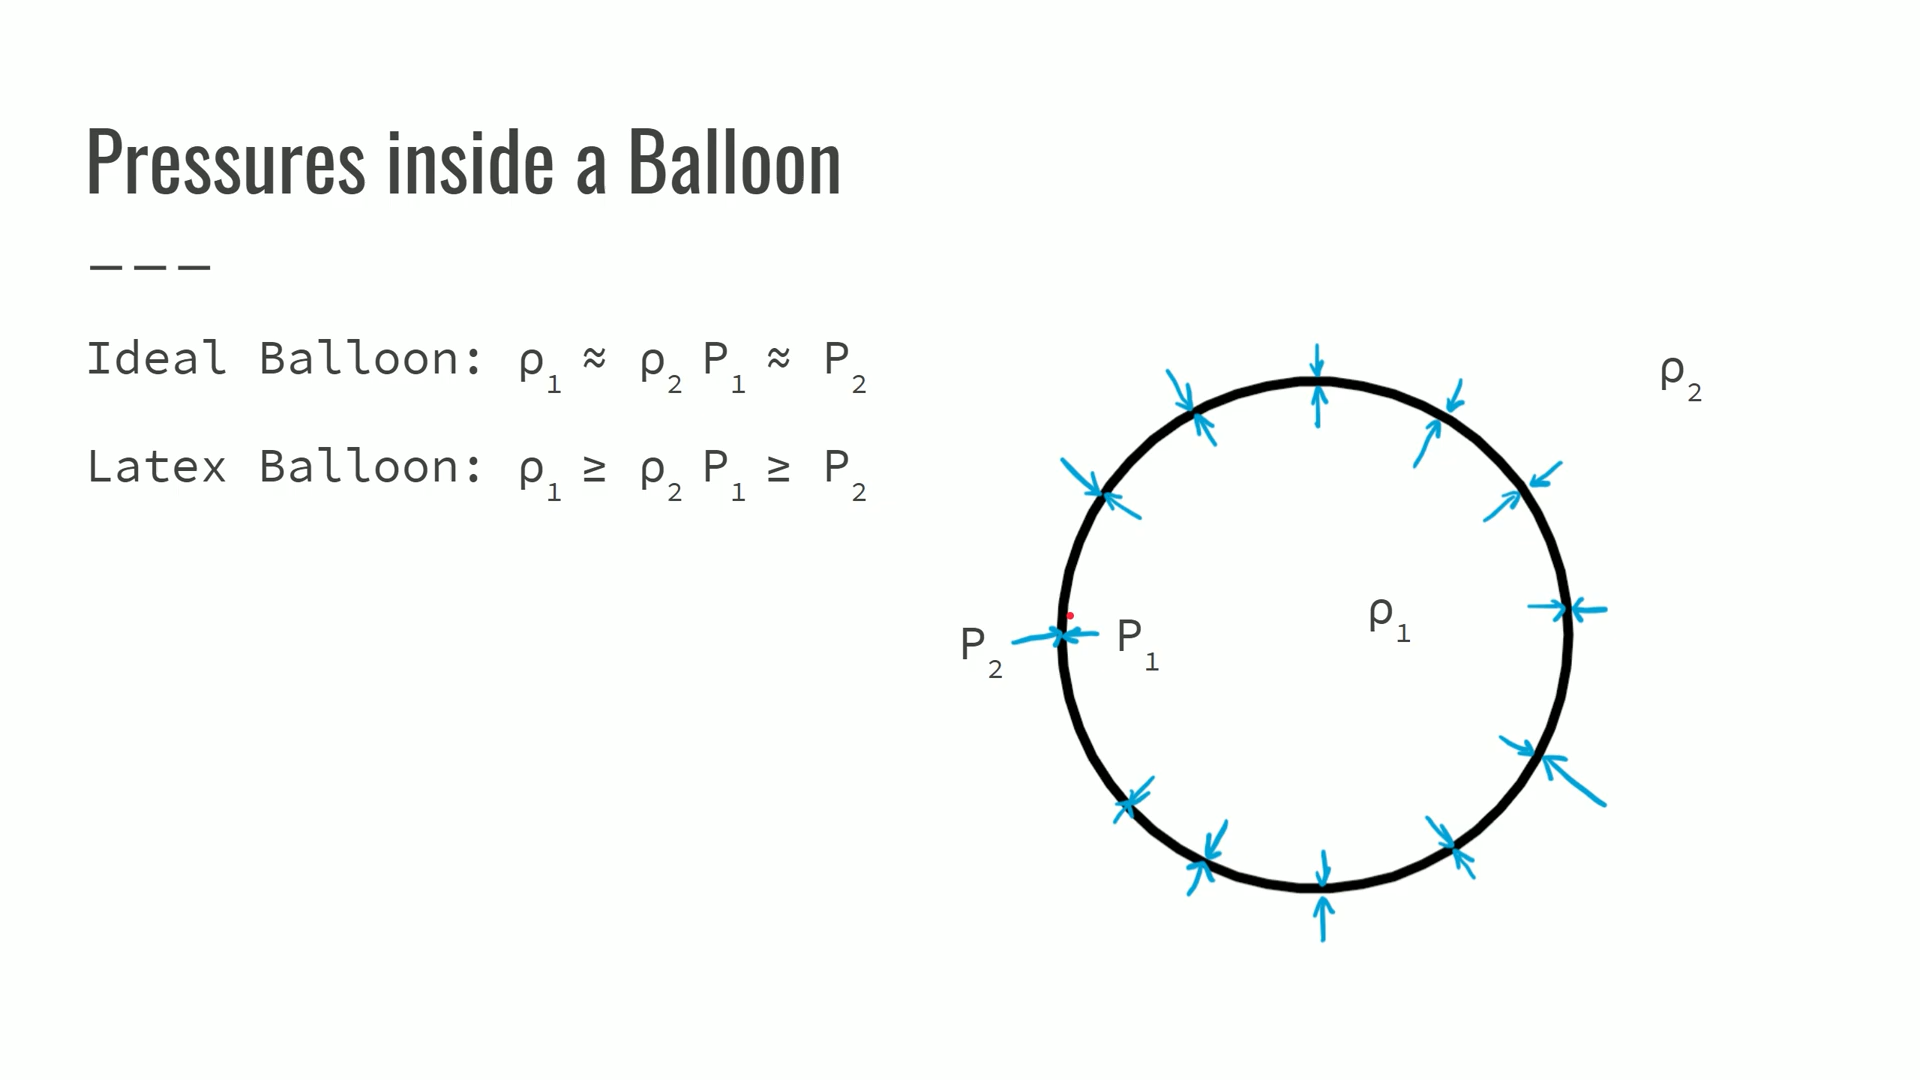 Pressures inside a Balloon
---
Ideal Balloon: ρ₁ ≈ ρ₂ P₁ ≈ P₂
Latex Balloon: ρ₁ ≥ ρ₂ P₁ ≥ P₂
ρ₂
ρ₁
P₂ P₁